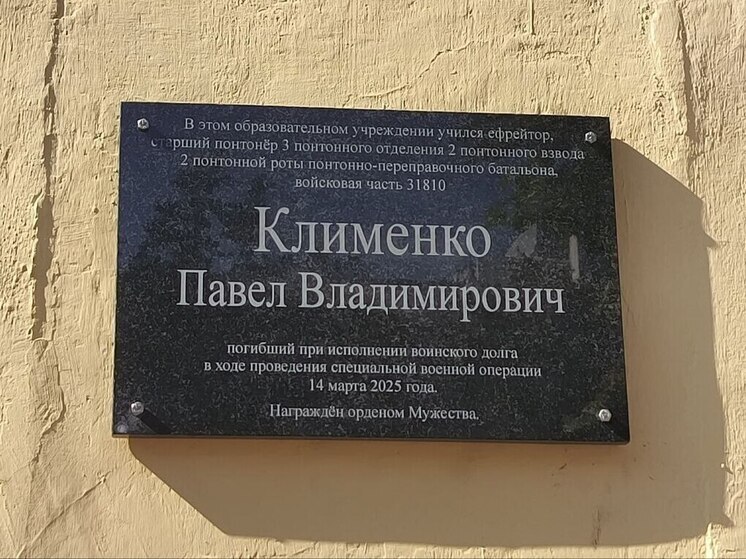 В этом образовательном учреждении учился ефрейтор,
старший понтонёр 3 понтонного отделения 2 понтонного взвода
2 понтонной роты понтонно-переправочного батальона,
войсковая часть 31810
Клименко
Павел Владимирович
погибший при исполнении воинского долга
в ходе проведения специальной военной операции
14 марта 2025 года.
Награждён орденом Мужества.